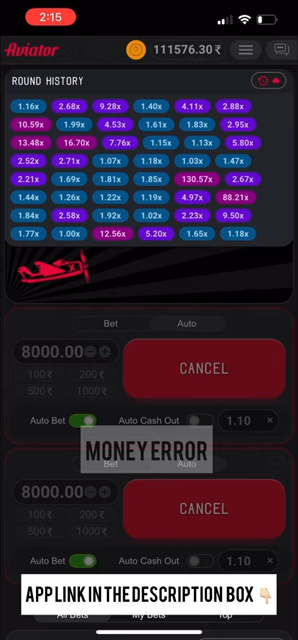 2:15
Aviator
111576.30 ₹
ROUND HISTORY
1.16x 2.68x 9.28x 1.40x 4.11x 2.88x
10.59x 1.99x 4.53x 1.61x 1.83x 2.95x
13.48x 16.70x 7.76x 1.15x 1.13x 5.80x
2.52x 2.71x 1.07x 1.18x 1.03x 1.47x
2.21x 1.69x 1.81x 1.85x 130.57x 2.67x
1.44x 1.26x 1.22x 1.19x 4.97x 88.21x
1.84x 2.58x 1.92x 1.02x 2.23x 9.50x
1.77x 1.00x 12.56x 5.20x 1.65x 1.18x
Bet Auto
8000.00
CANCEL
100₹ 200₹
500₹ 1000₹
Auto Bet Auto Cash Out 1.10 ×
MONEY ERROR
Bet Auto
8000.00
CANCEL
100₹ 200₹
500₹ 1000₹
Auto Bet Auto Cash Out 1.10 ×
APP LINK IN THE DESCRIPTION BOX 👇🏻
All Bets My Bets Top